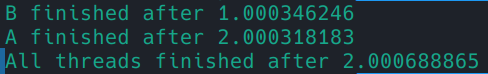 B finished after 1.000346246
A finished after 2.000318183
All threads finished after 2.000688865